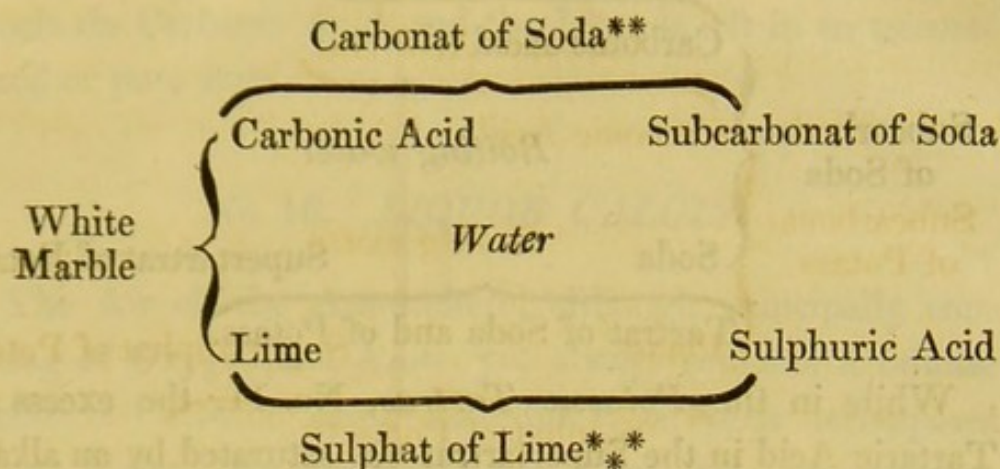 Carbonat of Soda**
Carbonic Acid Subcarbonat of Soda
White
Marble
Water
Lime Sulphuric Acid
Sulphat of Lime***